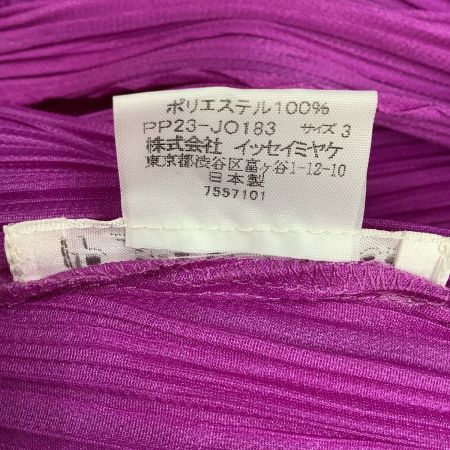 ポリエステル100%
PP23-JO183 サイズ 3
株式会社 イッセイミヤケ
東京都渋谷区富ヶ谷1-12-10
日本製
7557101